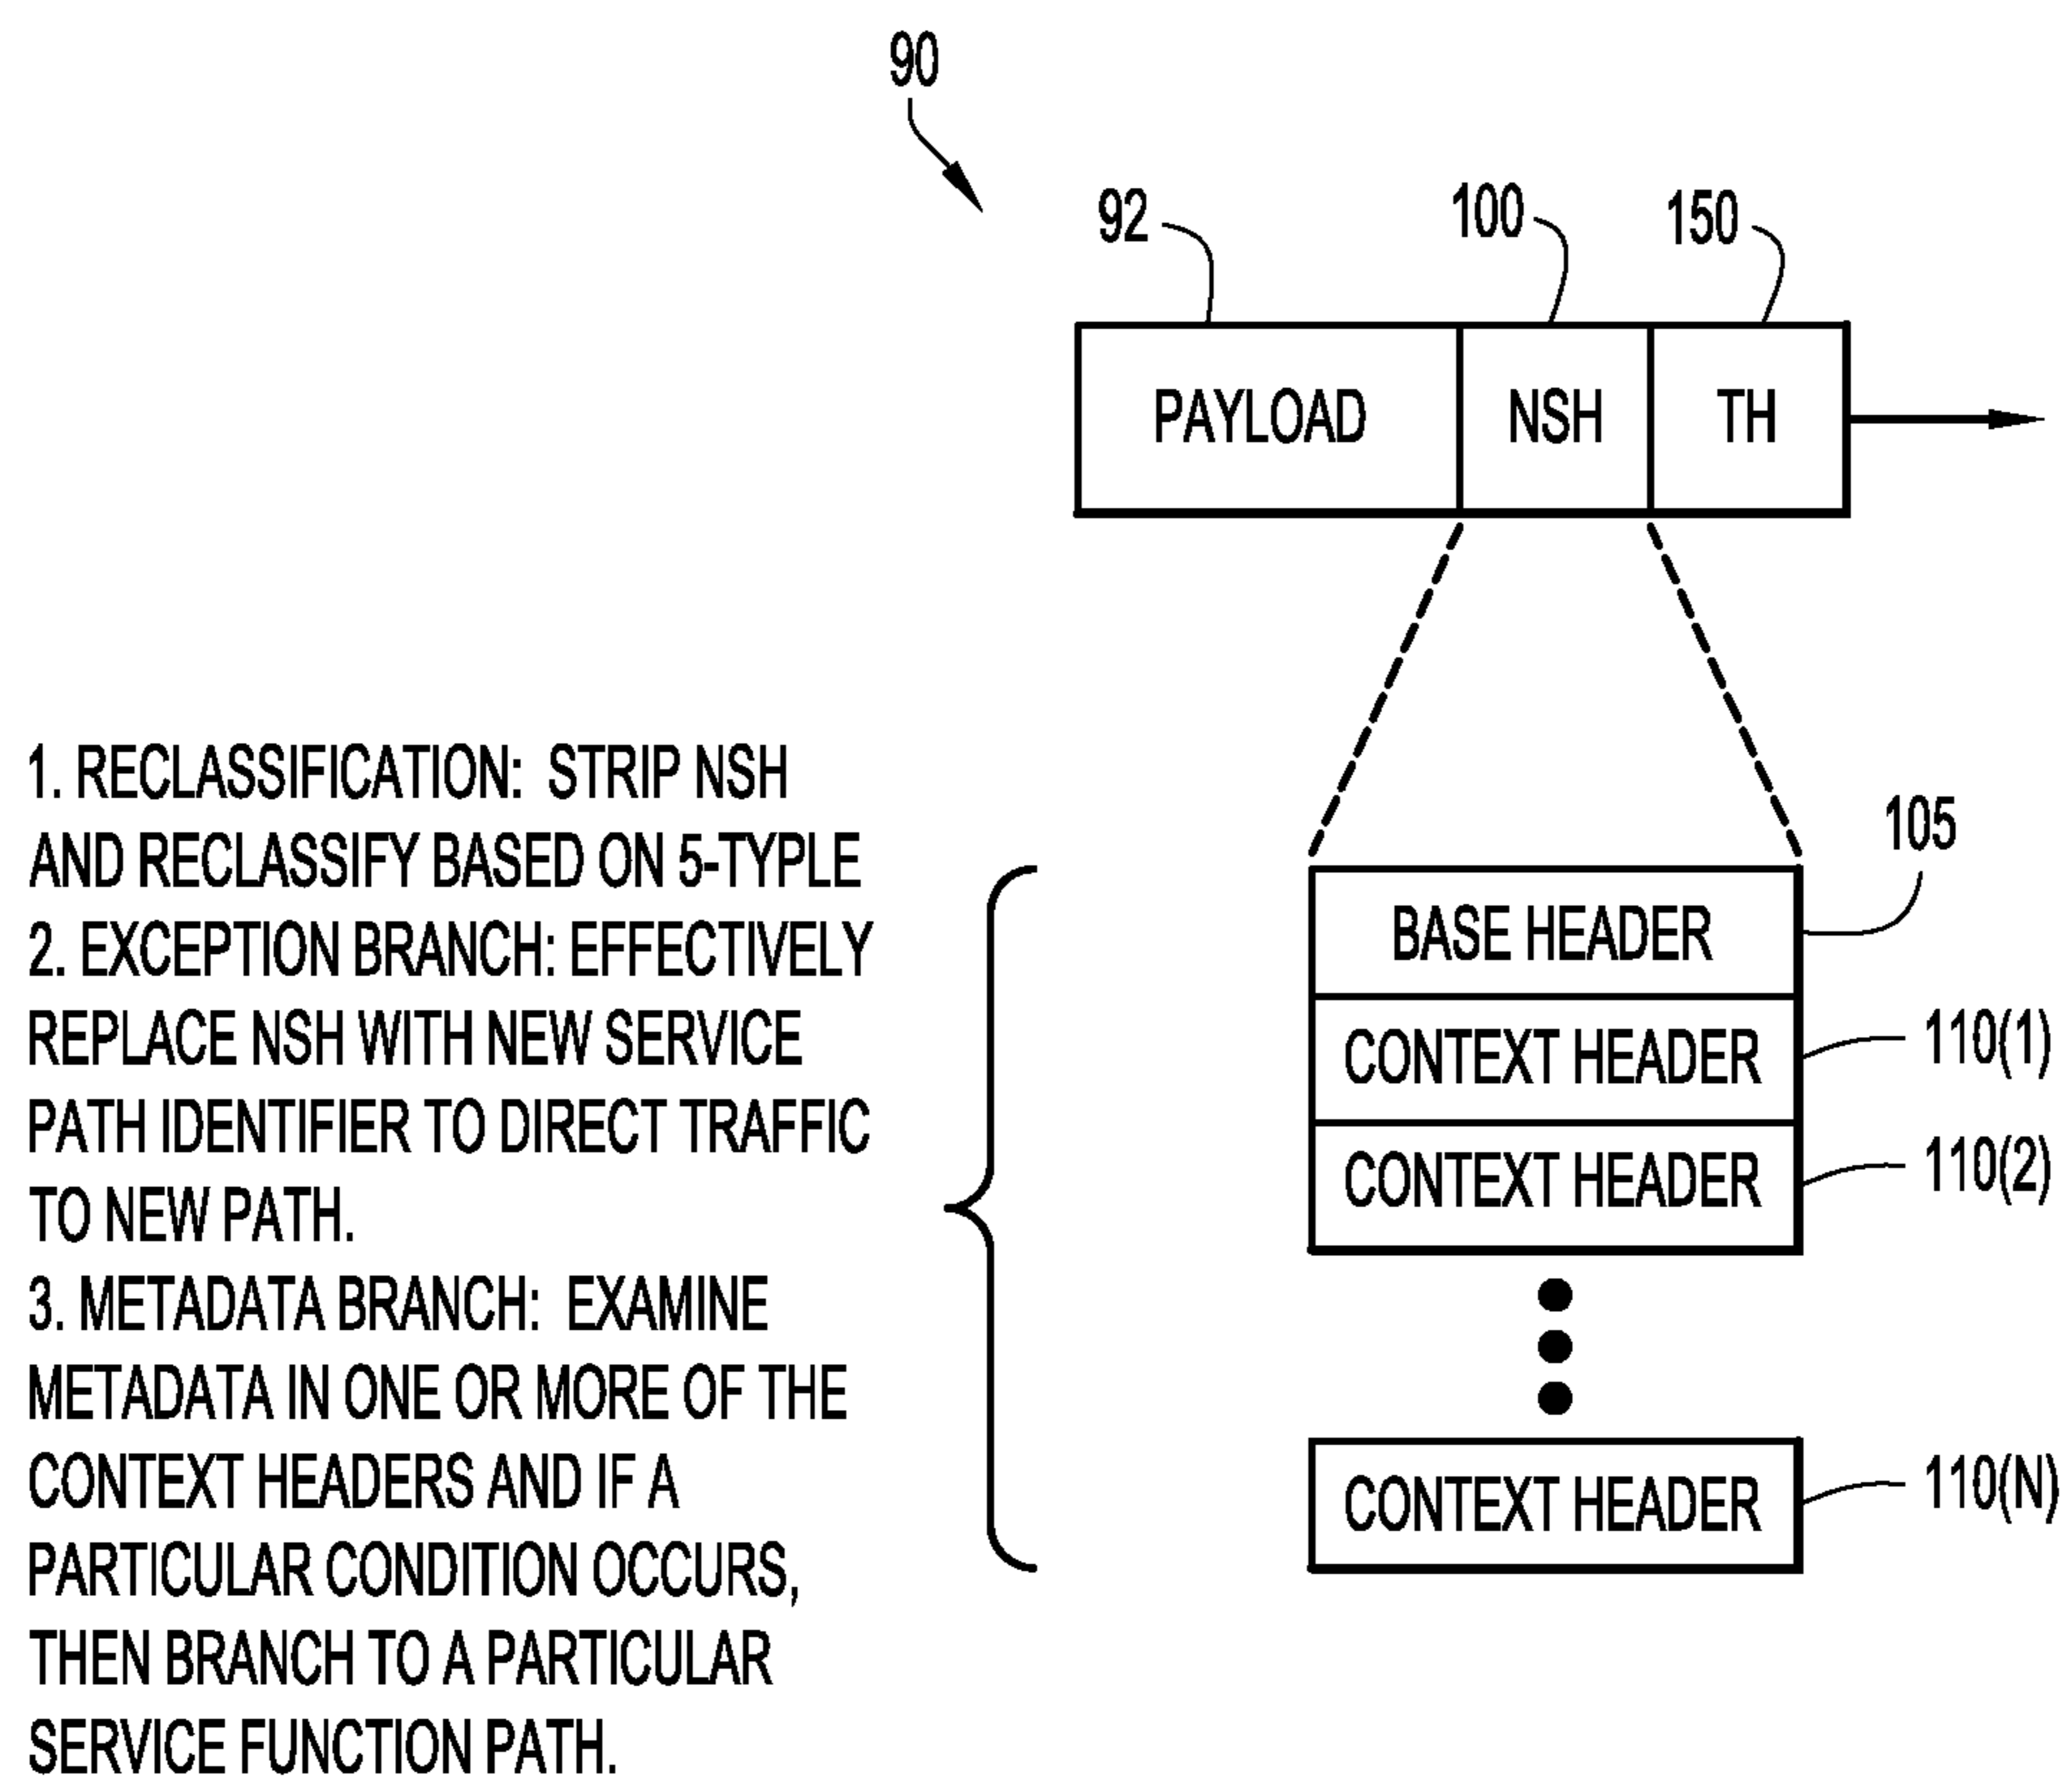 90
92
100
150
PAYLOAD
NSH
TH
1. RECLASSIFICATION: STRIP NSH
AND RECLASSIFY BASED ON 5-TYPLE
2. EXCEPTION BRANCH: EFFECTIVELY
REPLACE NSH WITH NEW SERVICE
PATH IDENTIFIER TO DIRECT TRAFFIC
TO NEW PATH.
3. METADATA BRANCH: EXAMINE
METADATA IN ONE OR MORE OF THE
CONTEXT HEADERS AND IF A
PARTICULAR CONDITION OCCURS,
THEN BRANCH TO A PARTICULAR
SERVICE FUNCTION PATH.
105
BASE HEADER
CONTEXT HEADER
110(1)
CONTEXT HEADER
110(2)
CONTEXT HEADER
110(N)